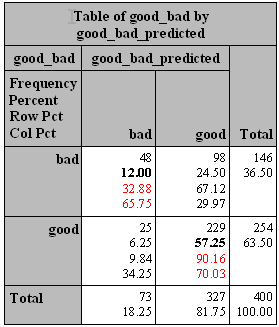 Table of good_bad by
good_bad_predicted
good_bad good_bad_predicted
Frequency
Percent
Row Pct
Col Pct bad good Total
bad 48 98 146
12.00 24.50 36.50
32.88 67.12
65.75 29.97
good 25 229 254
6.25 57.25 63.50
9.84 90.16
34.25 70.03
Total 73 327 400
18.25 81.75 100.00